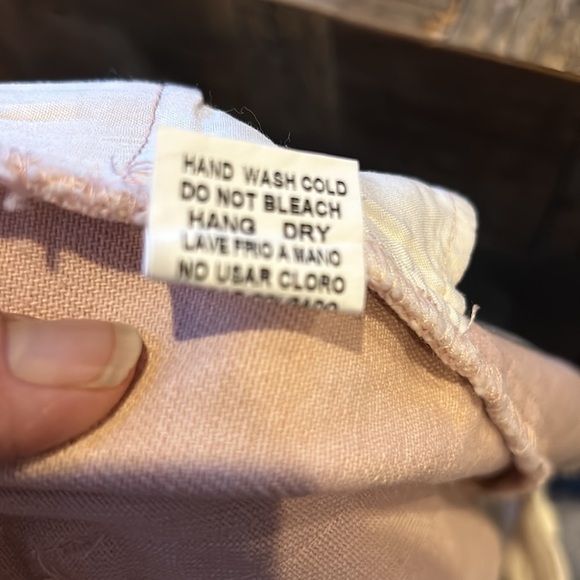 HAND WASH COLD
DO NOT BLEACH
HANG DRY
LAVE FRIO A MANO
NO USAR CLORO